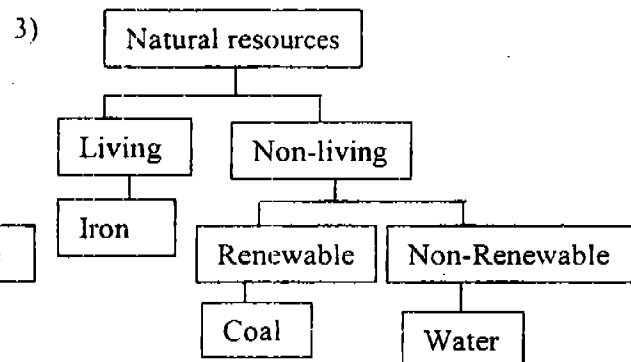 3)
Natural resources
Living
Non-living
Iron
Renewable
Non-Renewable
Coal
Water